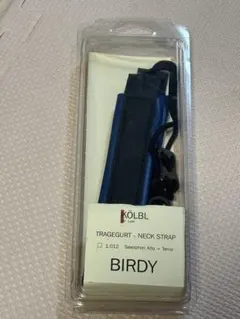 KÖLBL
TRAGEGURT - NECK STRAP
☐ 1.012 Saxophon Alto + Tenor
BIRDY